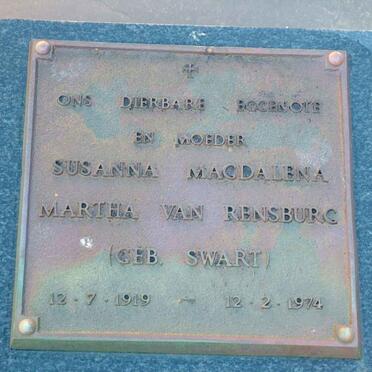 ONS DIERBARE EGGENOTE
EN MOEDER
SUSANNA MAGDALENA
MARTHA VAN RENSBURG
(GEB. SWART)
12 - 7 - 1919 ~ 12 - 2 - 1974